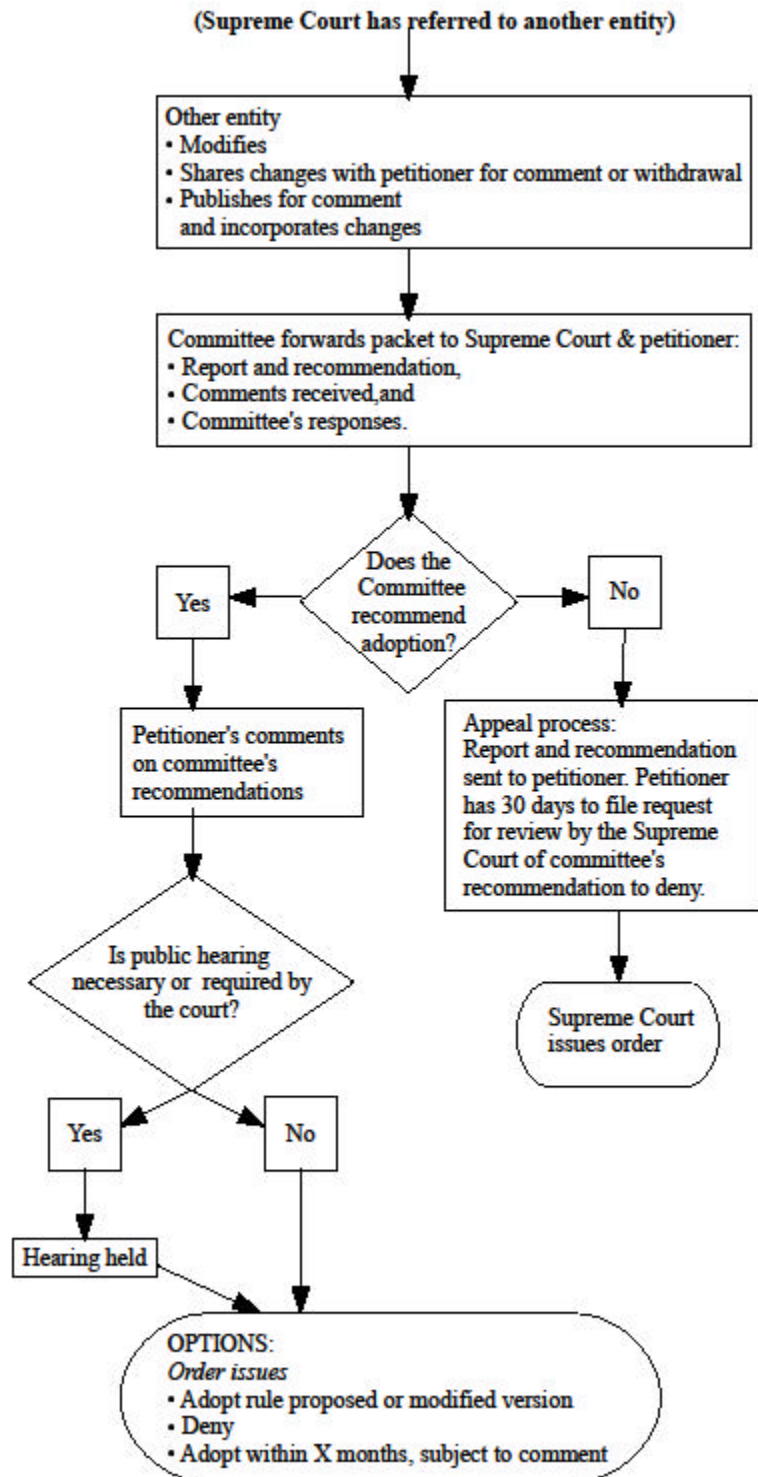 (Supreme Court has referred to another entity)
Other entity
• Modifies
• Shares changes with petitioner for comment or withdrawal
• Publishes for comment
and incorporates changes
Committee forwards packet to Supreme Court & petitioner:
• Report and recommendation,
• Comments received,and
• Committee's responses.
Does the
Committee
recommend
adoption?
Yes
No
Petitioner's comments
on committee's
recommendations
Appeal process:
Report and recommendation
sent to petitioner. Petitioner
has 30 days to file request
for review by the Supreme
Court of committee's
recommendation to deny.
Is public hearing
necessary or required by
the court?
Supreme Court
issues order
Yes
No
Hearing held
OPTIONS:
Order issues
• Adopt rule proposed or modified version
• Deny
• Adopt within X months, subject to comment